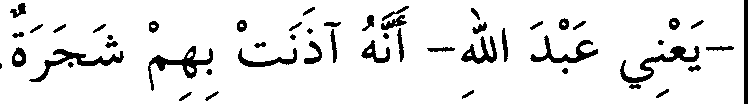 -يَعْنِي عَبْدَ اللهِ- أَنَّهُ آذَنَتْ بِهِمْ شَجَرَةٌ.